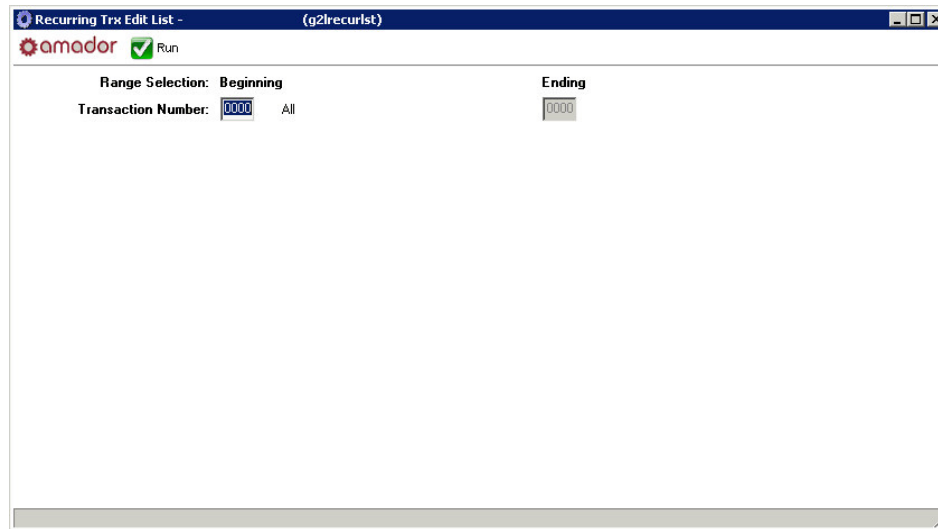 Recurring Trx Edit List - (g2lrecurlst)
amador Run
Range Selection: Beginning Ending
Transaction Number: 0000 All 0000